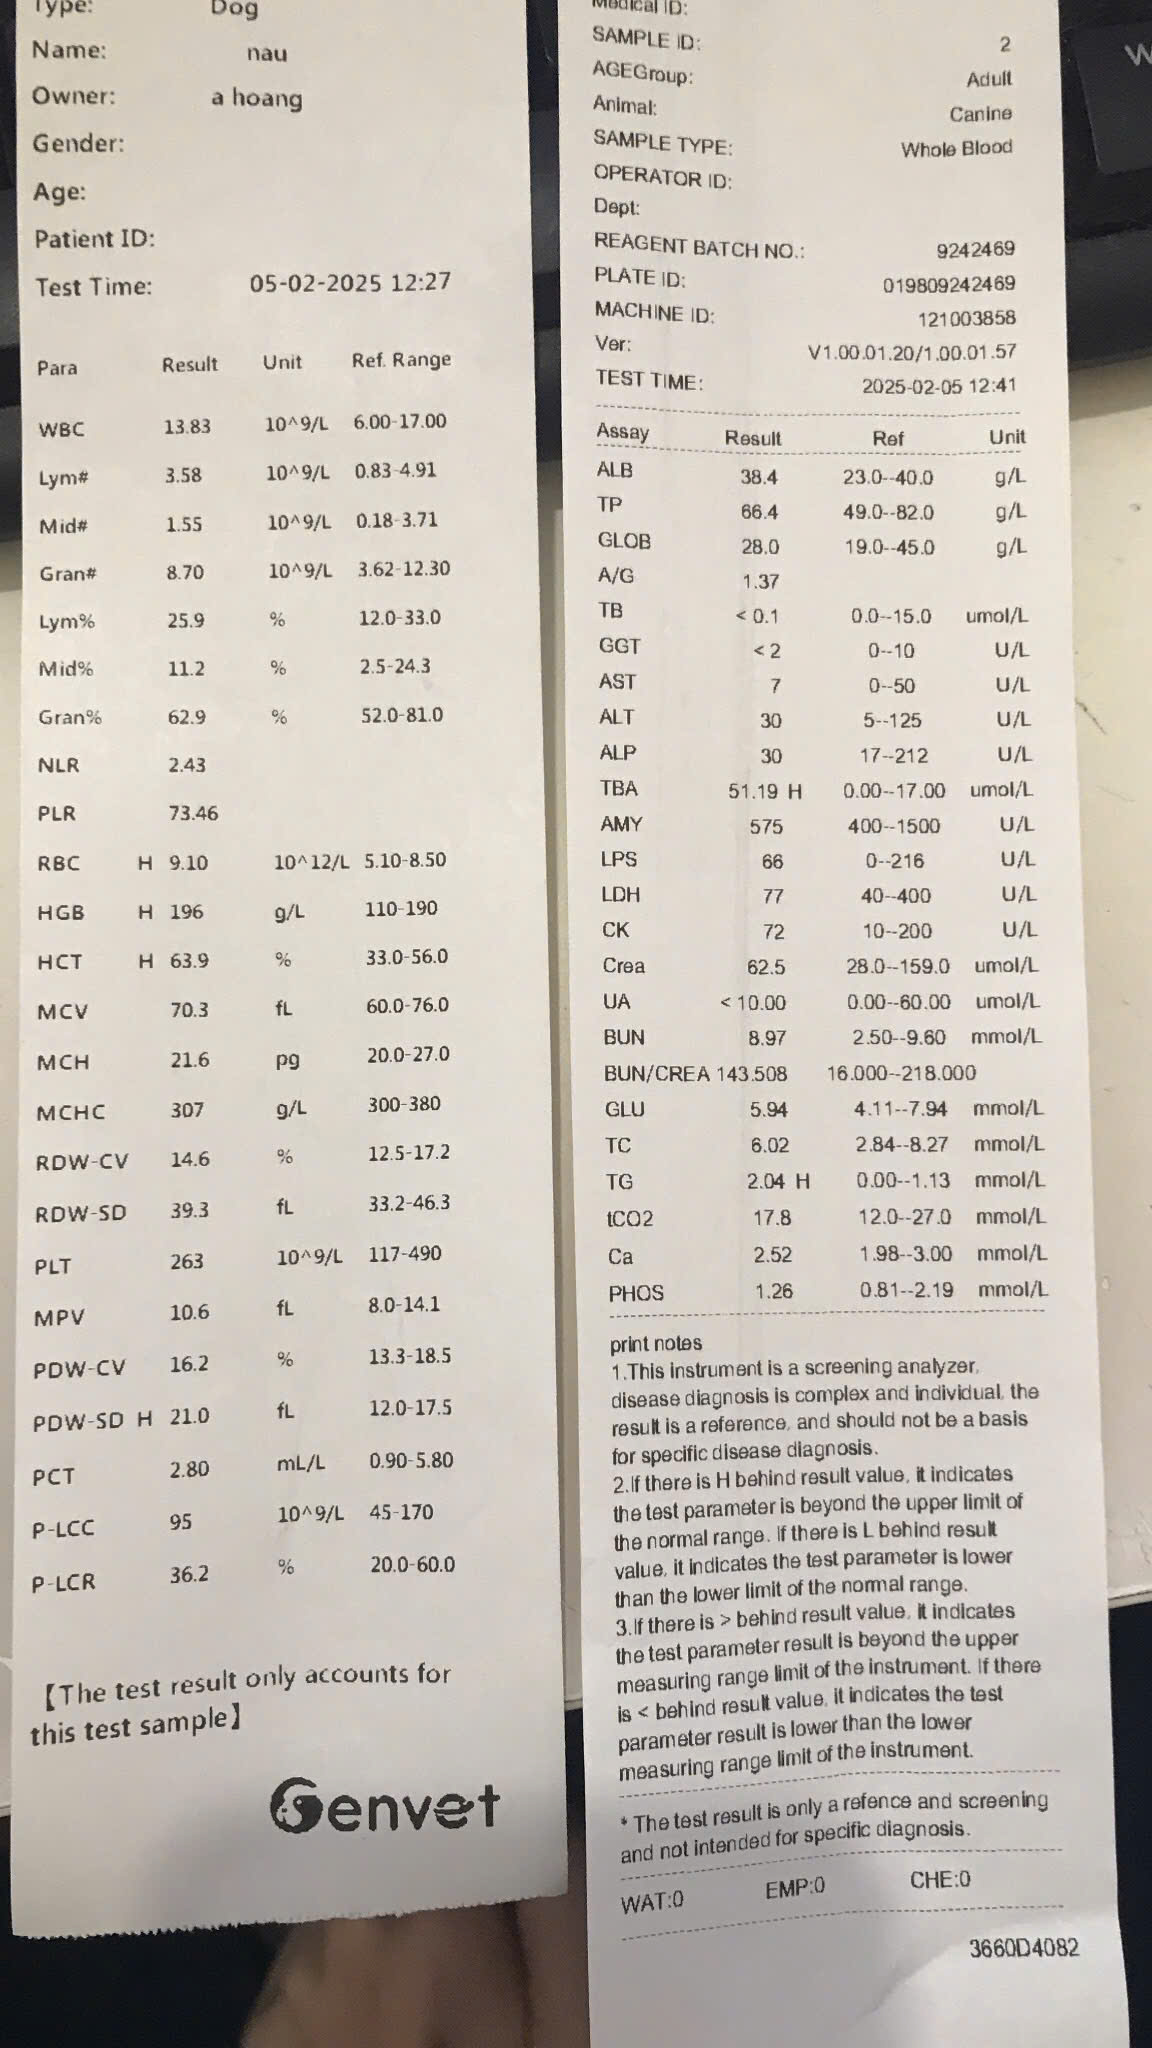 Type: Dog
Name: nau
Owner: a hoang
Gender:
Age:
Patient ID:
Test Time: 05-02-2025 12:27
Para Result Unit Ref. Range
WBC 13.83 10^9/L 6.00-17.00
Lym# 3.58 10^9/L 0.83-4.91
Mid# 1.55 10^9/L 0.18-3.71
Gran# 8.70 10^9/L 3.62-12.30
Lym% 25.9 % 12.0-33.0
Mid% 11.2 % 2.5-24.3
Gran% 62.9 % 52.0-81.0
NLR 2.43
PLR 73.46
RBC H 9.10 10^12/L 5.10-8.50
HGB H 196 g/L 110-190
HCT H 63.9 % 33.0-56.0
MCV 70.3 fL 60.0-76.0
MCH 21.6 pg 20.0-27.0
MCHC 307 g/L 300-380
RDW-CV 14.6 % 12.5-17.2
RDW-SD 39.3 fL 33.2-46.3
PLT 263 10^9/L 117-490
MPV 10.6 fL 8.0-14.1
PDW-CV 16.2 % 13.3-18.5
PDW-SD H 21.0 fL 12.0-17.5
PCT 2.80 mL/L 0.90-5.80
P-LCC 95 10^9/L 45-170
P-LCR 36.2 % 20.0-60.0
【The test result only accounts for
this test sample】
Genvet
Medical ID:
SAMPLE ID: 2
AGEGroup: Adult
Animal: Canine
SAMPLE TYPE: Whole Blood
OPERATOR ID:
Dept:
REAGENT BATCH NO.: 9242469
PLATE ID: 019809242469
MACHINE ID: 121003858
Ver: V1.00.01.20/1.00.01.57
TEST TIME: 2025-02-05 12:41
Assay Result Ref Unit
ALB 38.4 23.0--40.0 g/L
TP 66.4 49.0--82.0 g/L
GLOB 28.0 19.0--45.0 g/L
A/G 1.37
TB < 0.1 0.0--15.0 umol/L
GGT < 2 0--10 U/L
AST 7 0--50 U/L
ALT 30 5--125 U/L
ALP 30 17--212 U/L
TBA 51.19 H 0.00--17.00 umol/L
AMY 575 400--1500 U/L
LPS 66 0--216 U/L
LDH 77 40--400 U/L
CK 72 10--200 U/L
Crea 62.5 28.0--159.0 umol/L
UA < 10.00 0.00--60.00 umol/L
BUN 8.97 2.50--9.60 mmol/L
BUN/CREA 143.508 16.000--218.000
GLU 5.94 4.11--7.94 mmol/L
TC 6.02 2.84--8.27 mmol/L
TG 2.04 H 0.00--1.13 mmol/L
tCO2 17.8 12.0--27.0 mmol/L
Ca 2.52 1.98--3.00 mmol/L
PHOS 1.26 0.81--2.19 mmol/L
print notes
1.This instrument is a screening analyzer,
disease diagnosis is complex and individual, the
result is a reference, and should not be a basis
for specific disease diagnosis.
2.If there is H behind result value, it indicates
the test parameter is beyond the upper limit of
the normal range. If there is L behind result
value, it indicates the test parameter is lower
than the lower limit of the normal range.
3.If there is > behind result value, it indicates
the test parameter result is beyond the upper
measuring range limit of the instrument. If there
is < behind result value, it indicates the test
parameter result is lower than the lower
measuring range limit of the instrument.
* The test result is only a refence and screening
and not intended for specific diagnosis.
WAT:0 EMP:0 CHE:0
3660D4082
W